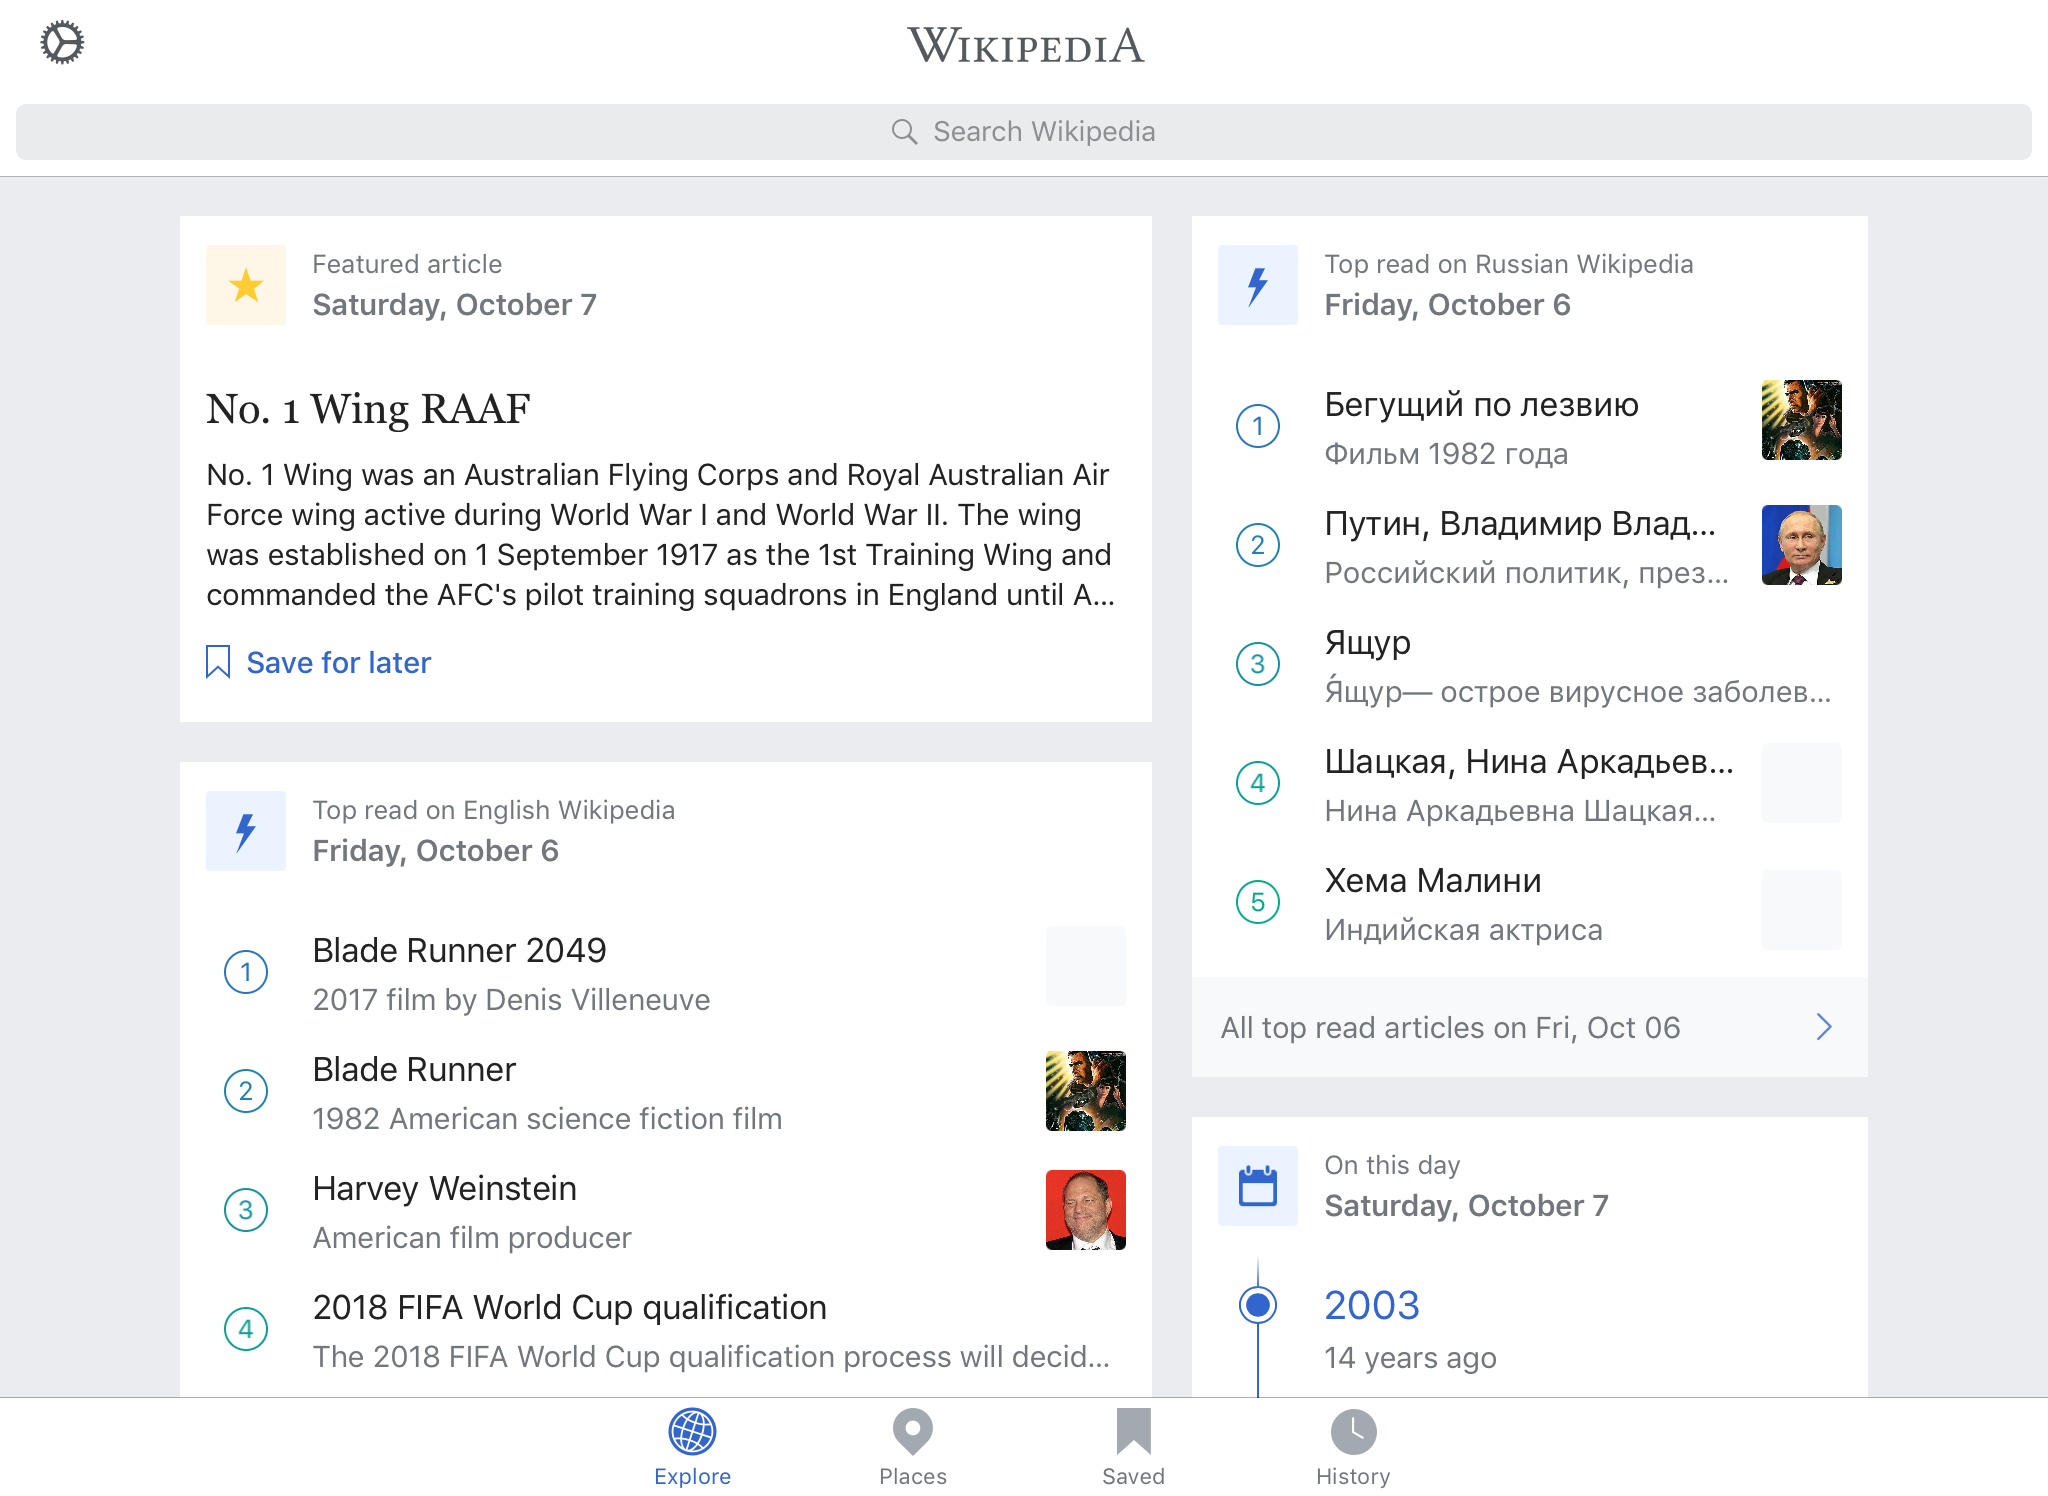 WIKIPEDIA
Search Wikipedia
Featured article
Saturday, October 7
No. 1 Wing RAAF
No. 1 Wing was an Australian Flying Corps and Royal Australian Air
Force wing active during World War I and World War II. The wing
was established on 1 September 1917 as the 1st Training Wing and
commanded the AFC's pilot training squadrons in England until A...
Save for later
Top read on English Wikipedia
Friday, October 6
1
Blade Runner 2049
2017 film by Denis Villeneuve
2
Blade Runner
1982 American science fiction film
3
Harvey Weinstein
American film producer
4
2018 FIFA World Cup qualification
The 2018 FIFA World Cup qualification process will decid...
Top read on Russian Wikipedia
Friday, October 6
1
Бегущий по лезвию
Фильм 1982 года
2
Путин, Владимир Влад...
Российский политик, през...
3
Ящур
Я́щур— острое вирусное заболев...
4
Шацкая, Нина Аркадьев...
Нина Аркадьевна Шацкая...
5
Хема Малини
Индийская актриса
All top read articles on Fri, Oct 06
On this day
Saturday, October 7
2003
14 years ago
Explore
Places
Saved
History